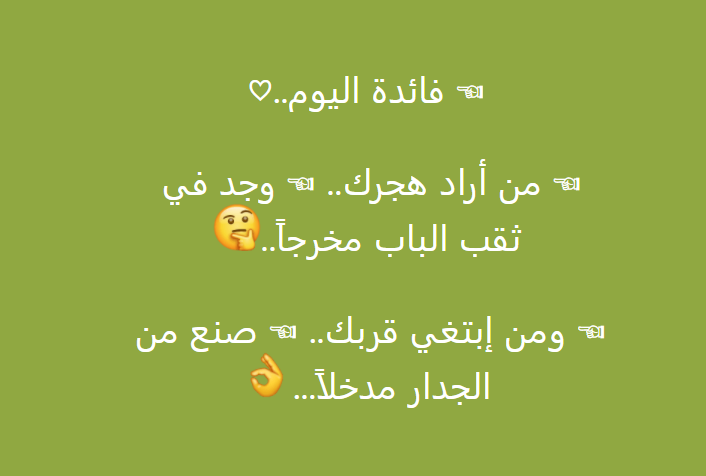 ☜ فائدة اليوم..♡
☜ من أراد هجرك.. ☜ وجد في
ثقب الباب مخرجاً..🤔
☜ ومن إبتغي قربك.. ☜ صنع من
الجدار مدخلاً...👌